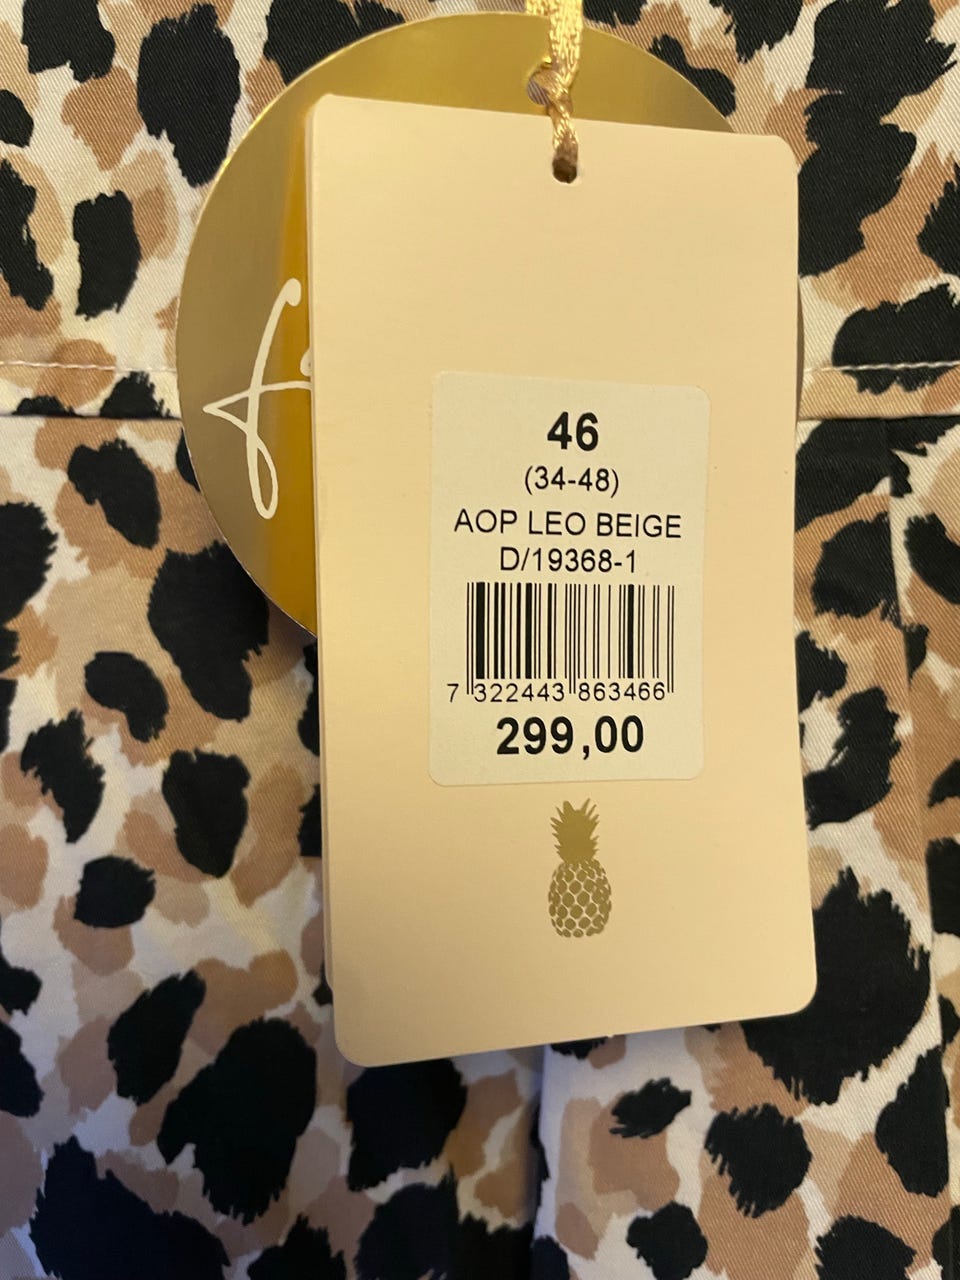 46
(34-48)
AOP LEO BEIGE
D/19368-1
7 322443 863466
299,00